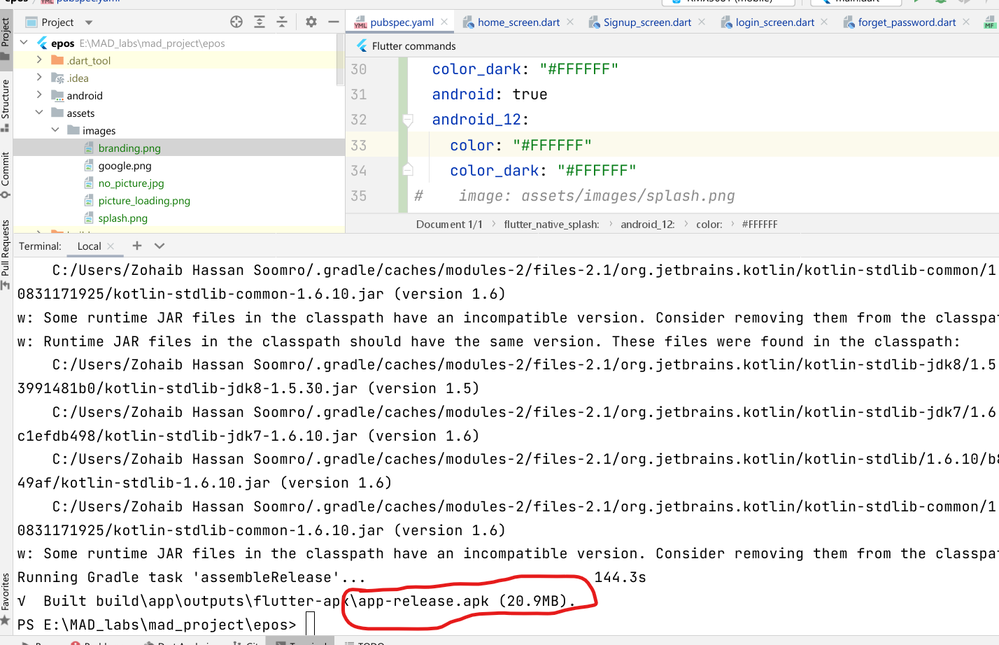 epos pubspec.yaml
main.dart
Project
pubspec.yaml
home_screen.dart
Signup_screen.dart
login_screen.dart
forget_password.dart
epos E:\MAD_labs\mad_project\epos
Flutter commands
.dart_tool
.idea
android
assets
images
branding.png
google.png
no_picture.jpg
picture_loading.png
splash.png
30 color_dark: "#FFFFFF"
31 android: true
32 android_12:
33 color: "#FFFFFF"
34 color_dark: "#FFFFFF"
35 # image: assets/images/splash.png
Document 1/1 flutter_native_splash: android_12: color: #FFFFFF
Project
Structure
Commit
Pull Requests
Favorites
Terminal: Local
C:/Users/Zohaib Hassan Soomro/.gradle/caches/modules-2/files-2.1/org.jetbrains.kotlin/kotlin-stdlib-common/1
0831171925/kotlin-stdlib-common-1.6.10.jar (version 1.6)
w: Some runtime JAR files in the classpath have an incompatible version. Consider removing them from the classpa
w: Runtime JAR files in the classpath should have the same version. These files were found in the classpath:
C:/Users/Zohaib Hassan Soomro/.gradle/caches/modules-2/files-2.1/org.jetbrains.kotlin/kotlin-stdlib-jdk8/1.5
3991481b0/kotlin-stdlib-jdk8-1.5.30.jar (version 1.5)
C:/Users/Zohaib Hassan Soomro/.gradle/caches/modules-2/files-2.1/org.jetbrains.kotlin/kotlin-stdlib-jdk7/1.6
c1efdb498/kotlin-stdlib-jdk7-1.6.10.jar (version 1.6)
C:/Users/Zohaib Hassan Soomro/.gradle/caches/modules-2/files-2.1/org.jetbrains.kotlin/kotlin-stdlib/1.6.10/b8
49af/kotlin-stdlib-1.6.10.jar (version 1.6)
C:/Users/Zohaib Hassan Soomro/.gradle/caches/modules-2/files-2.1/org.jetbrains.kotlin/kotlin-stdlib-common/1
0831171925/kotlin-stdlib-common-1.6.10.jar (version 1.6)
w: Some runtime JAR files in the classpath have an incompatible version. Consider removing them from the classpa
Running Gradle task 'assembleRelease'... 144.3s
√ Built build\app\outputs\flutter-apk\app-release.apk (20.9MB).
PS E:\MAD_labs\mad_project\epos>